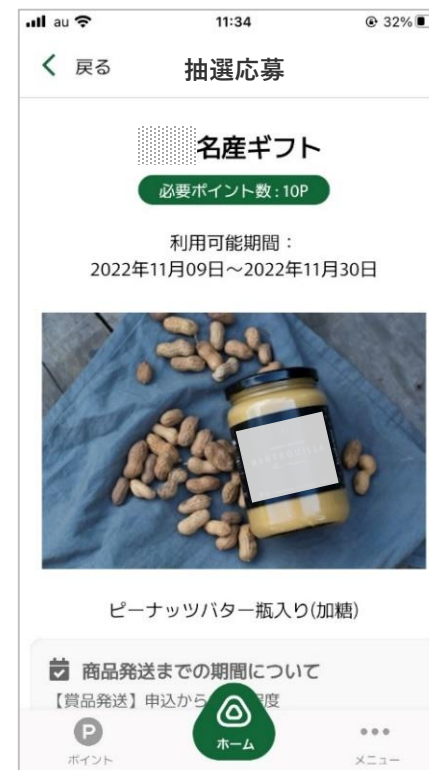 au 11:34 32%
戻る 抽選応募
名産ギフト
必要ポイント数:10P
利用可能期間：
2022年11月09日～2022年11月30日
ピーナッツバター瓶入り(加糖)
商品発送までの期間について
【賞品発送】申込から 程度
P
ポイント
ホーム
メニュー